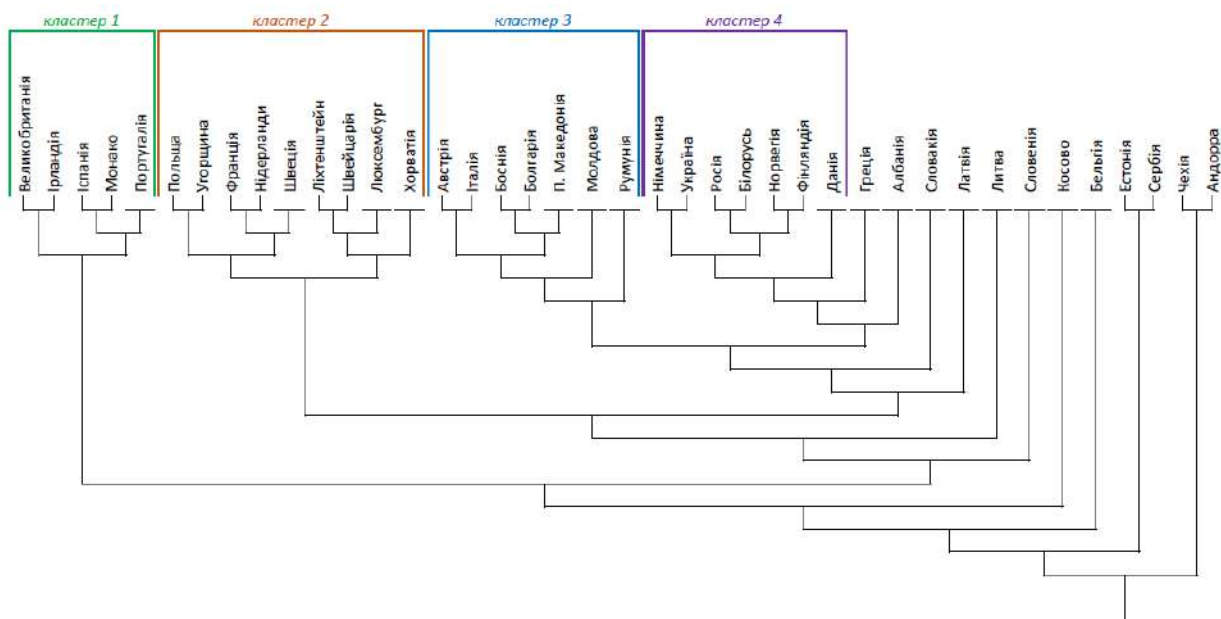 кластер 1
кластер 2
кластер 3
кластер 4
Великобританія
Ірландія
Іспанія
Монако
Португалія
Польща
Угорщина
Франція
Нідерланди
Швеція
Ліхтенштейн
Швейцарія
Люксембург
Хорватія
Австрія
Італія
Боснія
Болгарія
П. Македонія
Молдова
Румунія
Німеччина
Україна
Росія
Білорусь
Норвегія
Фінляндія
Данія
Греція
Албанія
Словакія
Латвія
Литва
Словенія
Косово
Бельгія
Естонія
Сербія
Чехія
Андорра